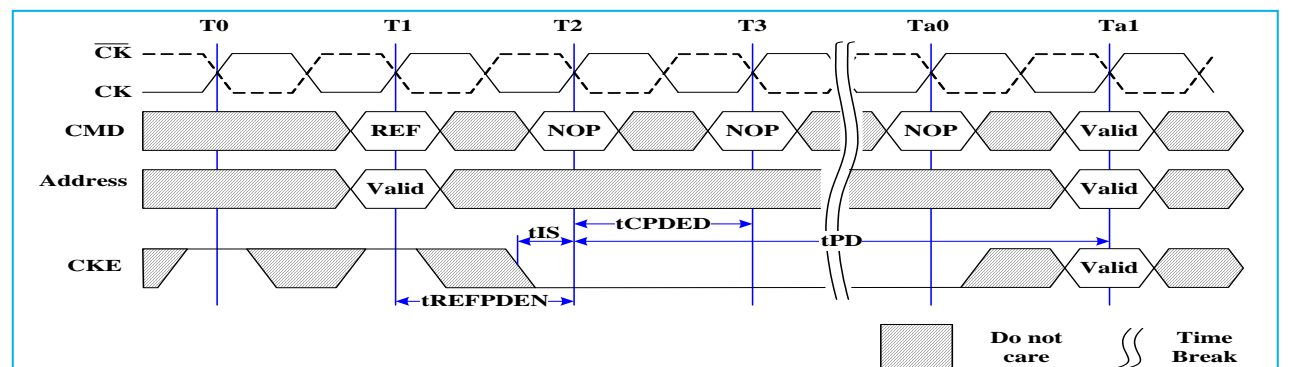 T0 T1 T2 T3 Ta0 Ta1
CK
CK
CMD REF NOP NOP NOP Valid
Address Valid Valid
tIS tCPDED tPD
CKE Valid
tREFPDEN
Do not care
Time Break